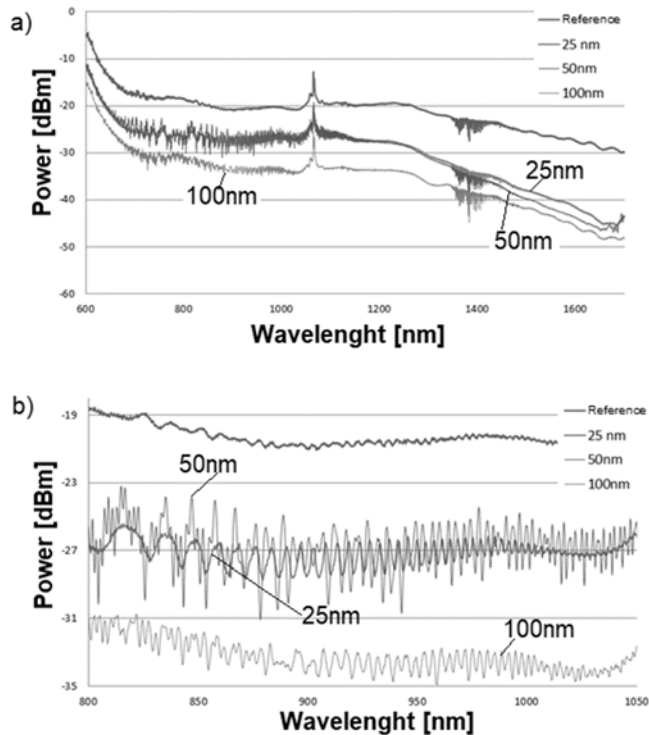 a)
0
-10
-20
-30
-40
-50
-60
Power [dBm]
Reference
25 nm
50nm
100nm
100nm
25nm
50nm
600
800
1000
1200
1400
1600
Wavelenght [nm]
b)
-19
-23
-27
-31
-35
Power [dBm]
Reference
25 nm
50nm
100nm
50nm
25nm
100nm
800
850
900
950
1000
1050
Wavelenght [nm]